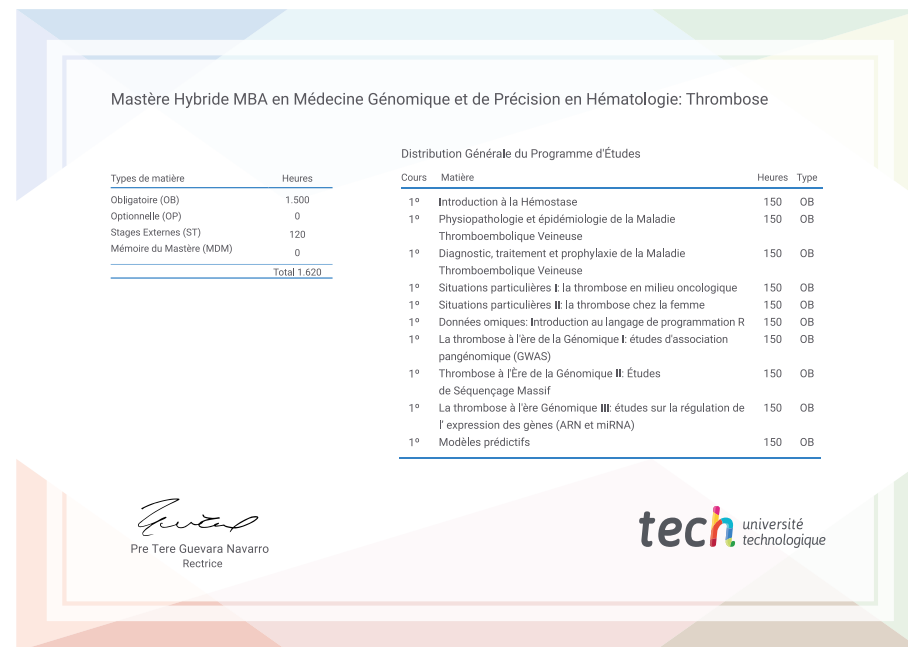 Mastère Hybride MBA en Médecine Génomique et de Précision en Hématologie: Thrombose
Types de matière Heures
Obligatoire (OB) 1.500
Optionnelle (OP) 0
Stages Externes (ST) 120
Mémoire du Mastère (MDM) 0
Total 1.620
Distribution Générale du Programme d'Études
Cours Matière Heures Type
1º Introduction à la Hémostase 150 OB
1º Physiopathologie et épidémiologie de la Maladie 150 OB
Thromboembolique Veineuse
1º Diagnostic, traitement et prophylaxie de la Maladie 150 OB
Thromboembolique Veineuse
1º Situations particulières I: la thrombose en milieu oncologique 150 OB
1º Situations particulières II: la thrombose chez la femme 150 OB
1º Données omiques: Introduction au langage de programmation R 150 OB
1º La thrombose à l'ère de la Génomique I: études d'association 150 OB
pangénomique (GWAS)
1º Thrombose à l'Ère de la Génomique II: Études 150 OB
de Séquençage Massif
1º La thrombose à l'ère Génomique III: études sur la régulation de 150 OB
l' expression des gènes (ARN et miRNA)
1º Modèles prédictifs 150 OB
Pre Tere Guevara Navarro
Rectrice
tech université
technologique